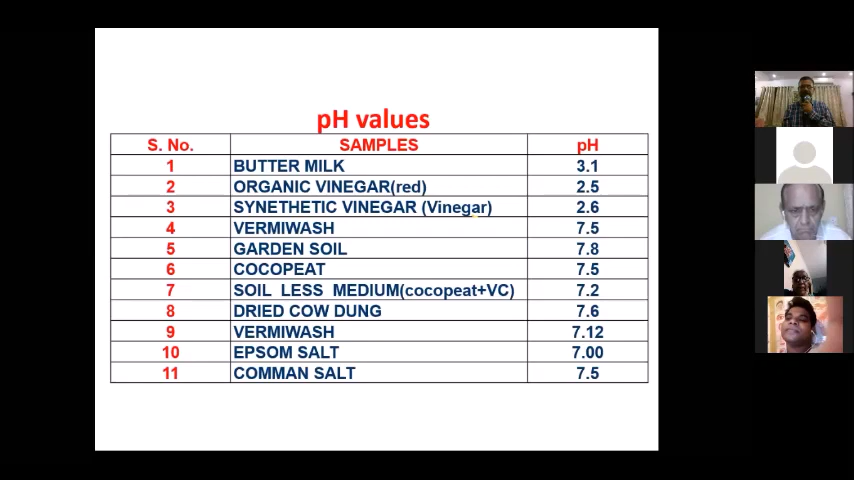 pH values
S. No. SAMPLES pH
1 BUTTER MILK 3.1
2 ORGANIC VINEGAR(red) 2.5
3 SYNETHETIC VINEGAR (Vinegar) 2.6
4 VERMIWASH 7.5
5 GARDEN SOIL 7.8
6 COCOPEAT 7.5
7 SOIL LESS MEDIUM(cocopeat+VC) 7.2
8 DRIED COW DUNG 7.6
9 VERMIWASH 7.12
10 EPSOM SALT 7.00
11 COMMAN SALT 7.5